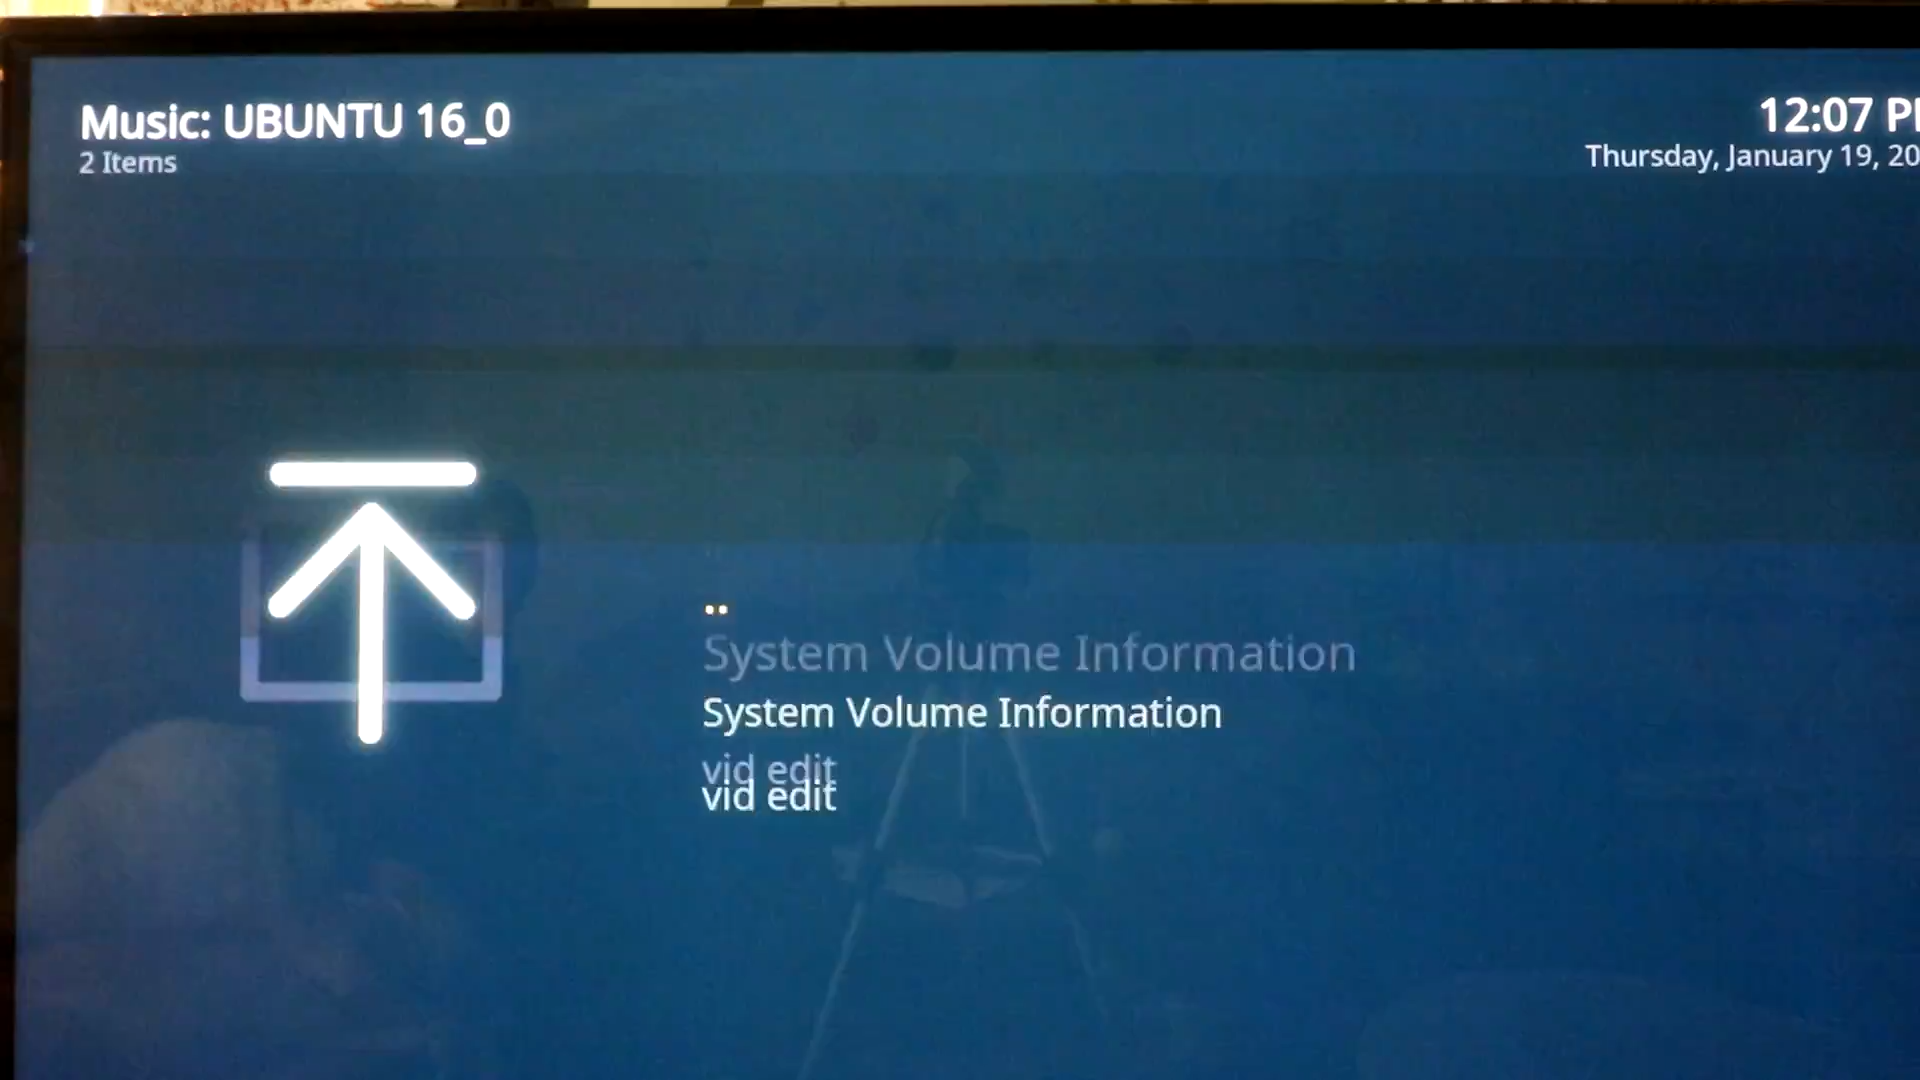 Music: UBUNTU 16_0
2 Items
12:07 P
Thursday, January 19, 20
..
System Volume Information
System Volume Information
vid edit
vid edit